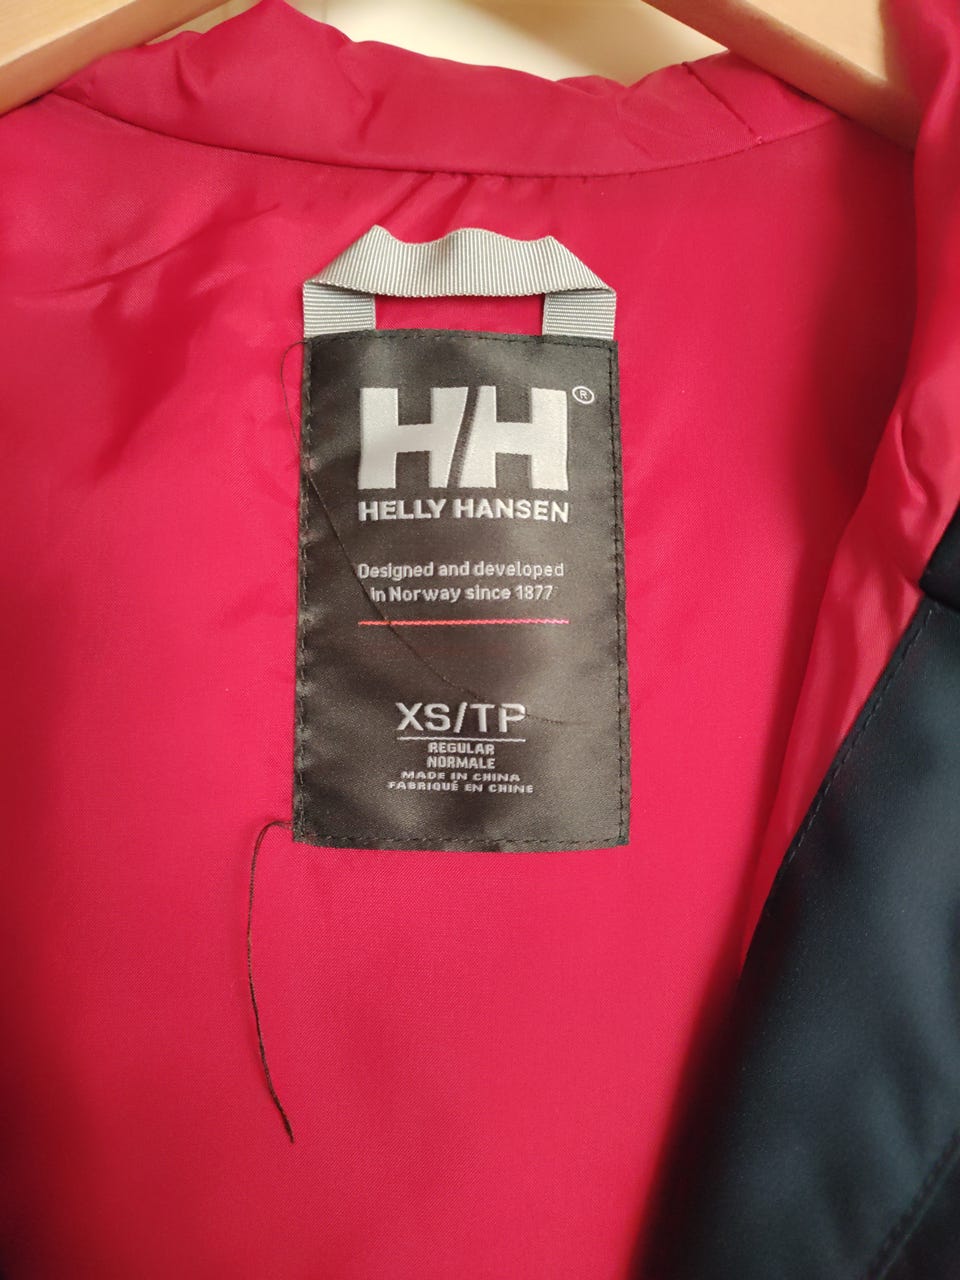 HH®
HELLY HANSEN
Designed and developed
in Norway since 1877
XS/TP
REGULAR
NORMALE
MADE IN CHINA
FABRIQUÉ EN CHINE